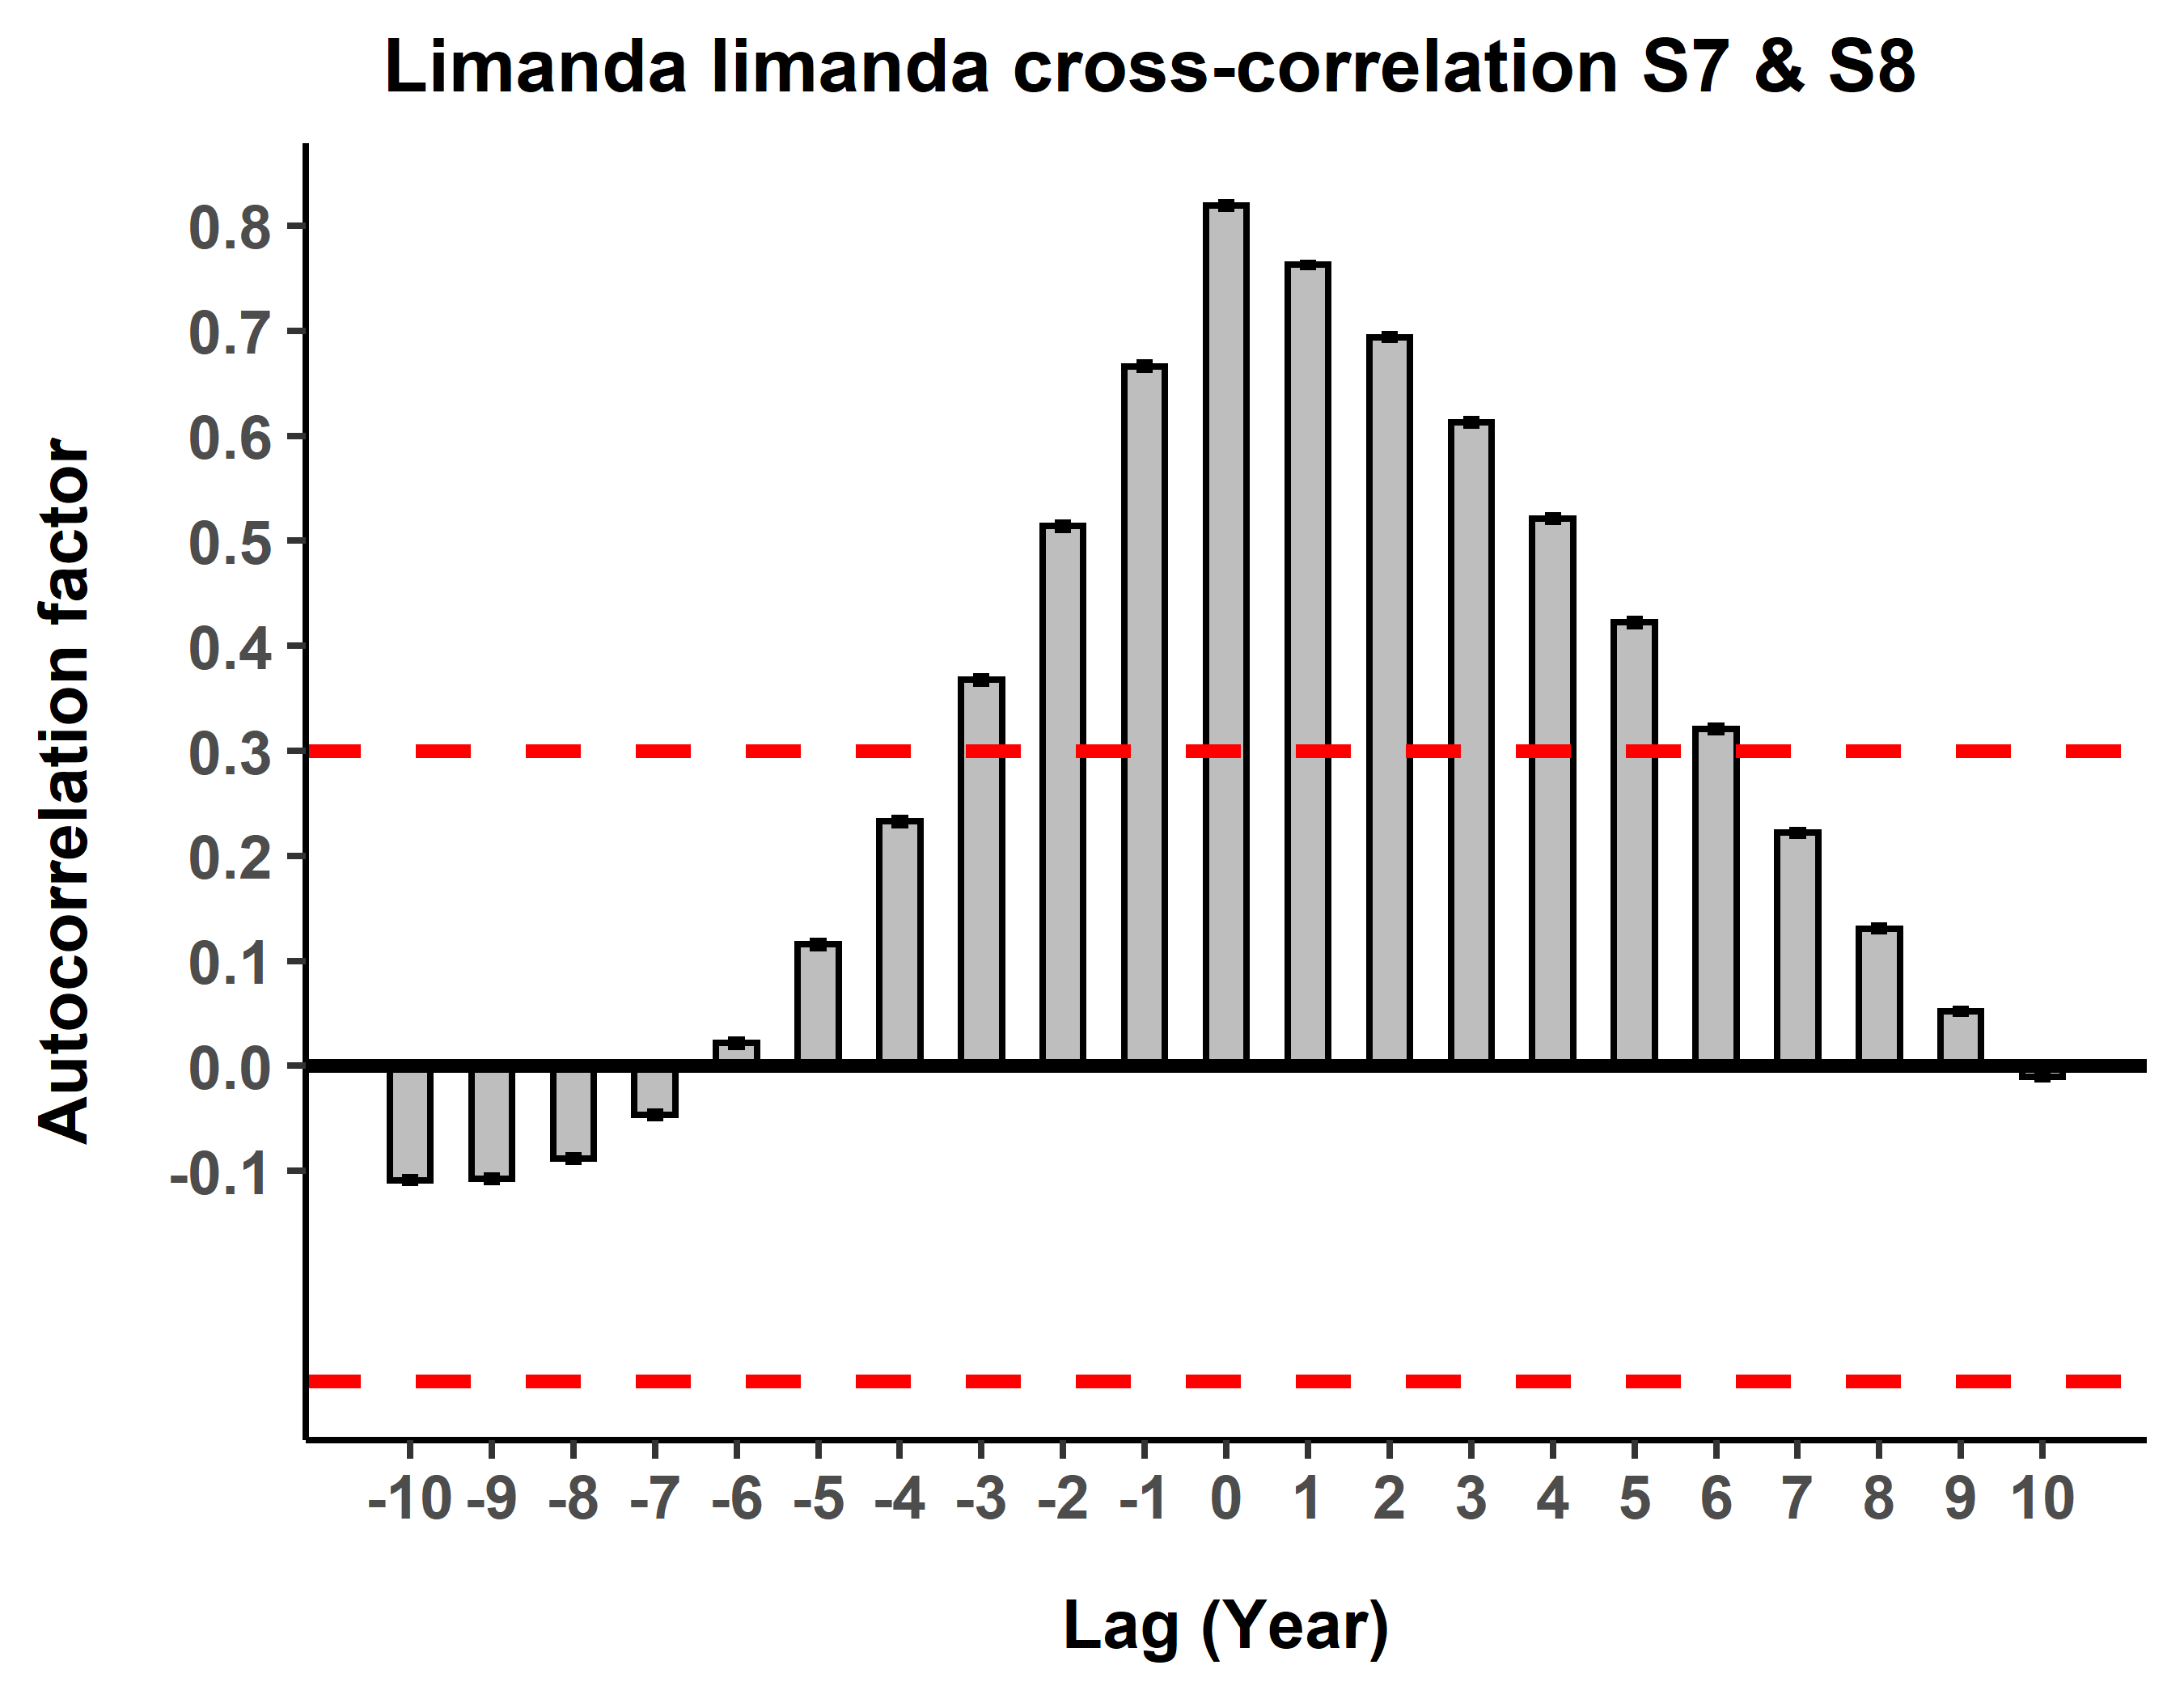 Limanda limanda cross-correlation S7 & S8
Autocorrelation factor
0.8
0.7
0.6
0.5
0.4
0.3
0.2
0.1
0.0
-0.1
-10 -9 -8 -7 -6 -5 -4 -3 -2 -1 0 1 2 3 4 5 6 7 8 9 10
Lag (Year)